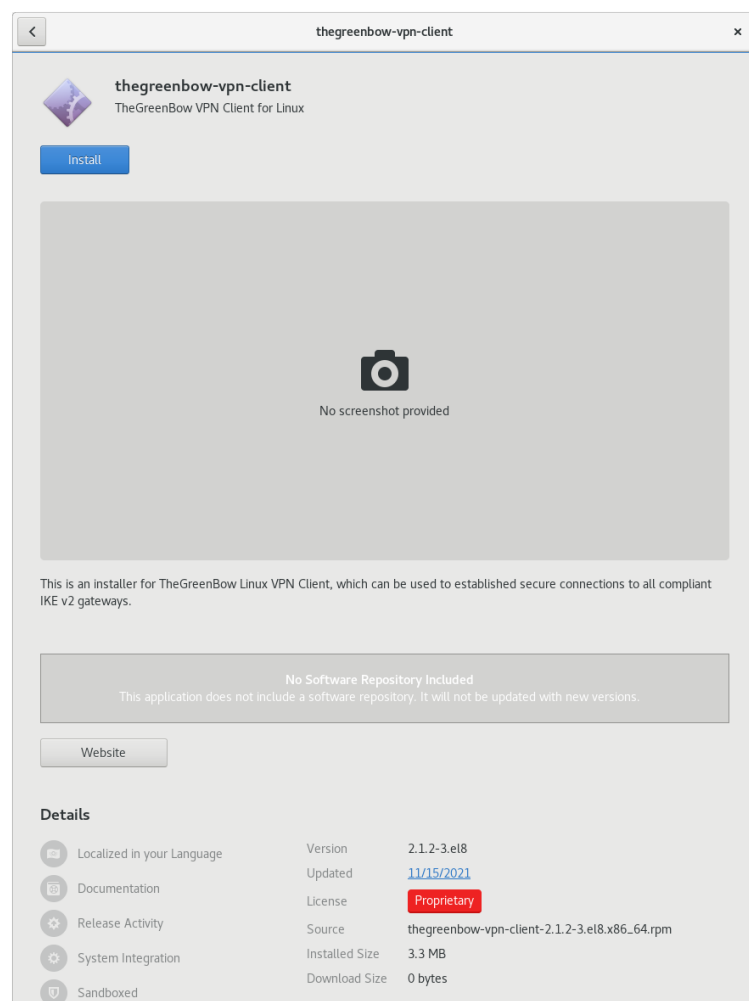 thegreenbow-vpn-client
thegreenbow-vpn-client
TheGreenBow VPN Client for Linux
Install
No screenshot provided
This is an installer for TheGreenBow Linux VPN Client, which can be used to established secure connections to all compliant
IKE v2 gateways.
No Software Repository Included
This application does not include a software repository. It will not be updated with new versions.
Website
Details
Localized in your Language
Documentation
Release Activity
System Integration
Sandboxed
Version 2.1.2-3.el8
Updated 11/15/2021
License Proprietary
Source thegreenbow-vpn-client-2.1.2-3.el8.x86_64.rpm
Installed Size 3.3 MB
Download Size 0 bytes